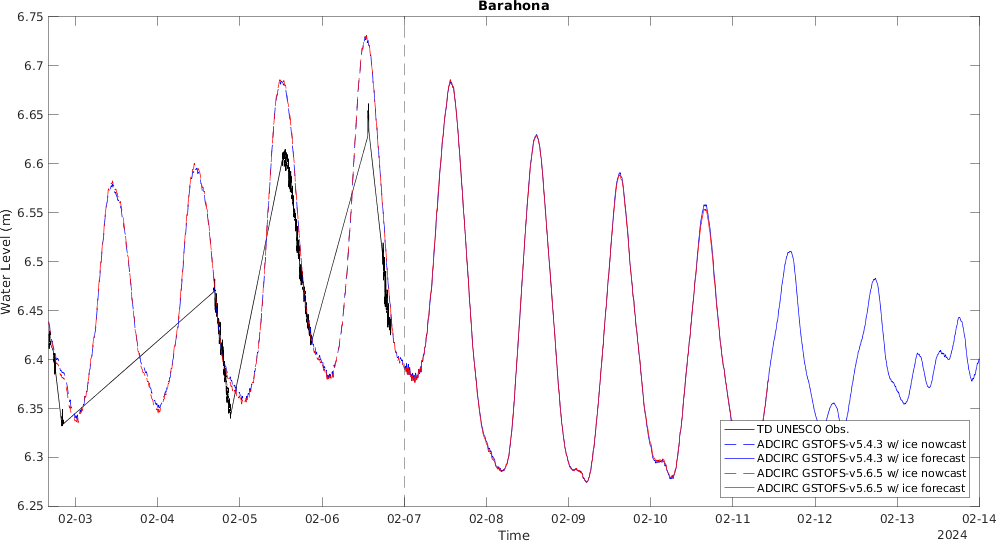 Barahona
6.75
6.7
6.65
6.6
6.55
6.5
6.45
6.4
6.35
6.3
6.25
Water Level (m)
TD UNESCO Obs.
ADCIRC GSTOFS-v5.4.3 w/ ice nowcast
ADCIRC GSTOFS-v5.4.3 w/ ice forecast
ADCIRC GSTOFS-v5.6.5 w/ ice nowcast
ADCIRC GSTOFS-v5.6.5 w/ ice forecast
02-03 02-04 02-05 02-06 02-07 02-08 02-09 02-10 02-11 02-12 02-13 02-14
Time
2024